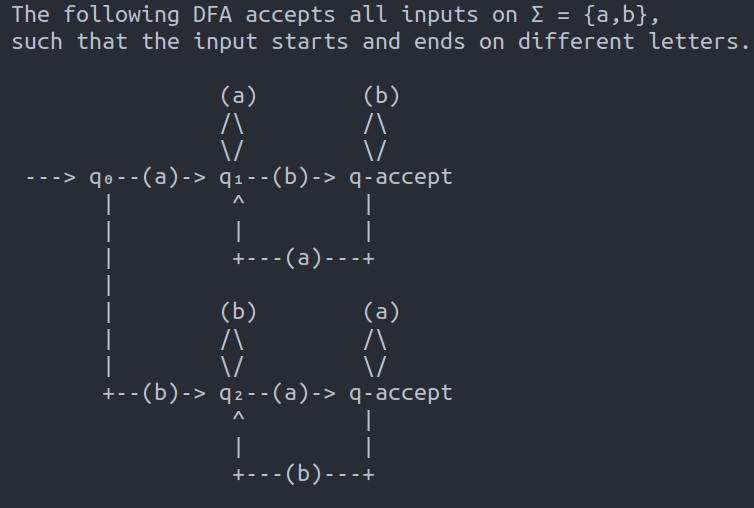 The following DFA accepts all inputs on Σ = {a,b},
such that the input starts and ends on different letters.
                (a)        (b)
                /\         /\
                \/         \/
 ---> q₀--(a)-> q₁--(b)-> q-accept
       |         ^         |
       |         |         |
       |         +---(a)---+
       |
       |        (b)        (a)
       |        /\         /\
       |        \/         \/
       +--(b)-> q₂--(a)-> q-accept
                 ^         |
                 |         |
                 +---(b)---+